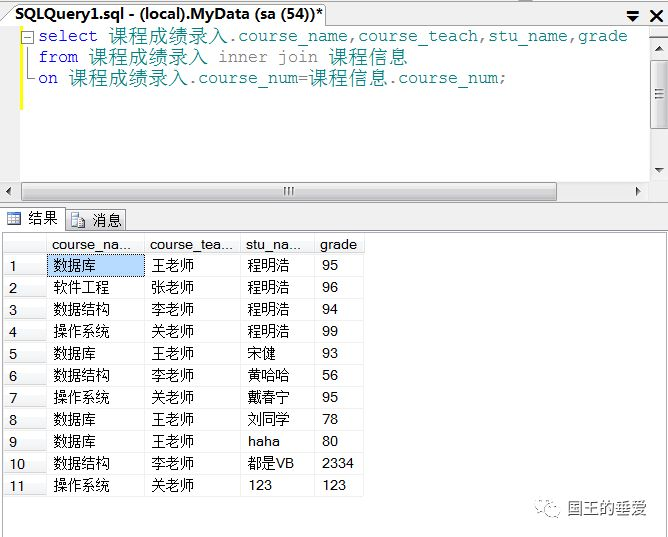 SQLQuery1.sql - (local).MyData (sa (54))*
select 课程成绩录入.course_name,course_teach,stu_name,grade
from 课程成绩录入 inner join 课程信息
on 课程成绩录入.course_num=课程信息.course_num;
结果 消息
course_na... course_tea... stu_na... grade
1 数据库 王老师 程明浩 95
2 软件工程 张老师 程明浩 96
3 数据结构 李老师 程明浩 94
4 操作系统 关老师 程明浩 99
5 数据库 王老师 宋健 93
6 数据结构 李老师 黄哈哈 56
7 操作系统 关老师 戴春宁 95
8 数据库 王老师 刘同学 78
9 数据库 王老师 haha 80
10 数据结构 李老师 都是VB 2334
11 操作系统 关老师 123 123
国王的垂爱